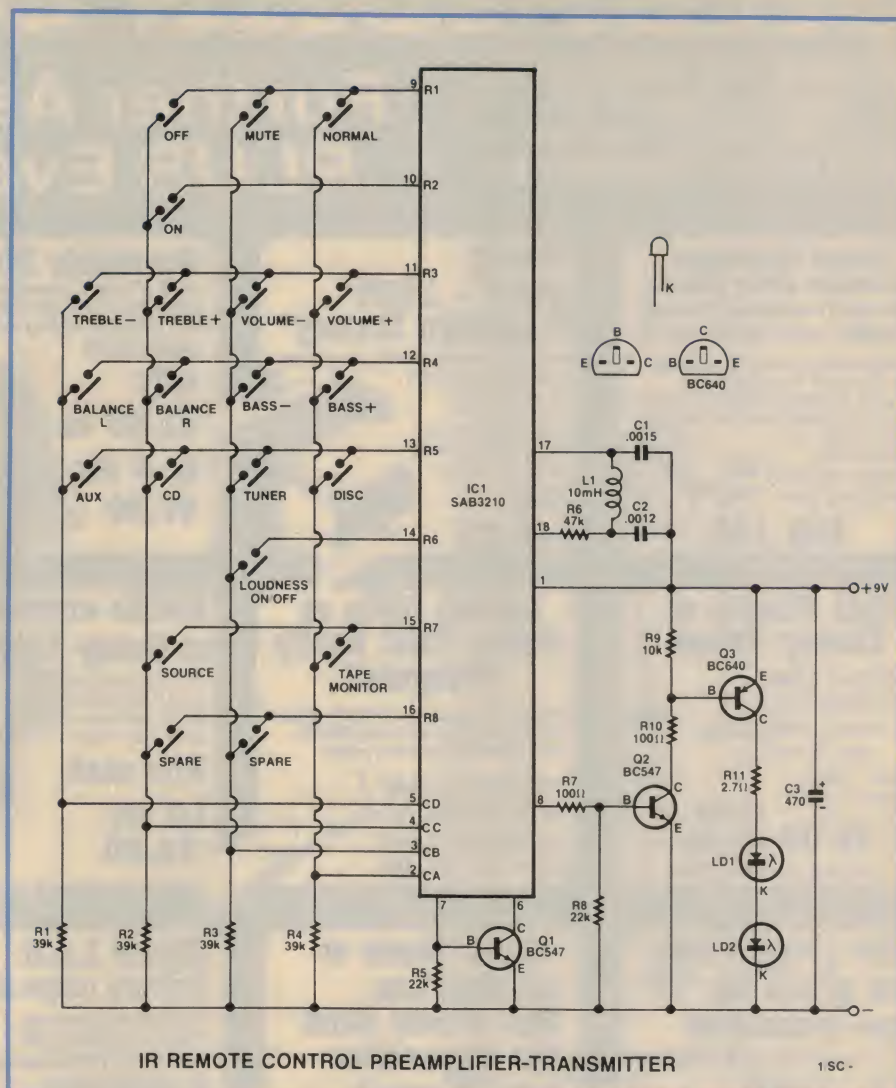 9 R1
OFF MUTE NORMAL
10 R2
ON
11 R3
TREBLE− TREBLE+ VOLUME− VOLUME+
12 R4
BALANCE L BALANCE R BASS− BASS+
13 R5
AUX CD TUNER DISC
14 R6
LOUDNESS
ON OFF
15 R7
SOURCE TAPE MONITOR
16 R8
SPARE SPARE
5 CD
4 CC
3 CB
2 CA
R1 39k
R2 39k
R3 39k
R4 39k
7 6
R5 22k
B C E
Q1 BC547
IC1
SAB3210
K
B
E C
C
B E
BC640
17
C1 .0015
L1 10mH
R6 47k
C2 .0012
18
1
+9V
R9 10k
Q3 BC640
B E C
R10 100Ω
Q2 BC547
B C E
8
R7 100Ω
R8 22k
R11 2.7Ω
C3 470
+
−
LD1 λ
K
LD2 λ
K
−
IR REMOTE CONTROL PREAMPLIFIER-TRANSMITTER
1 SC -